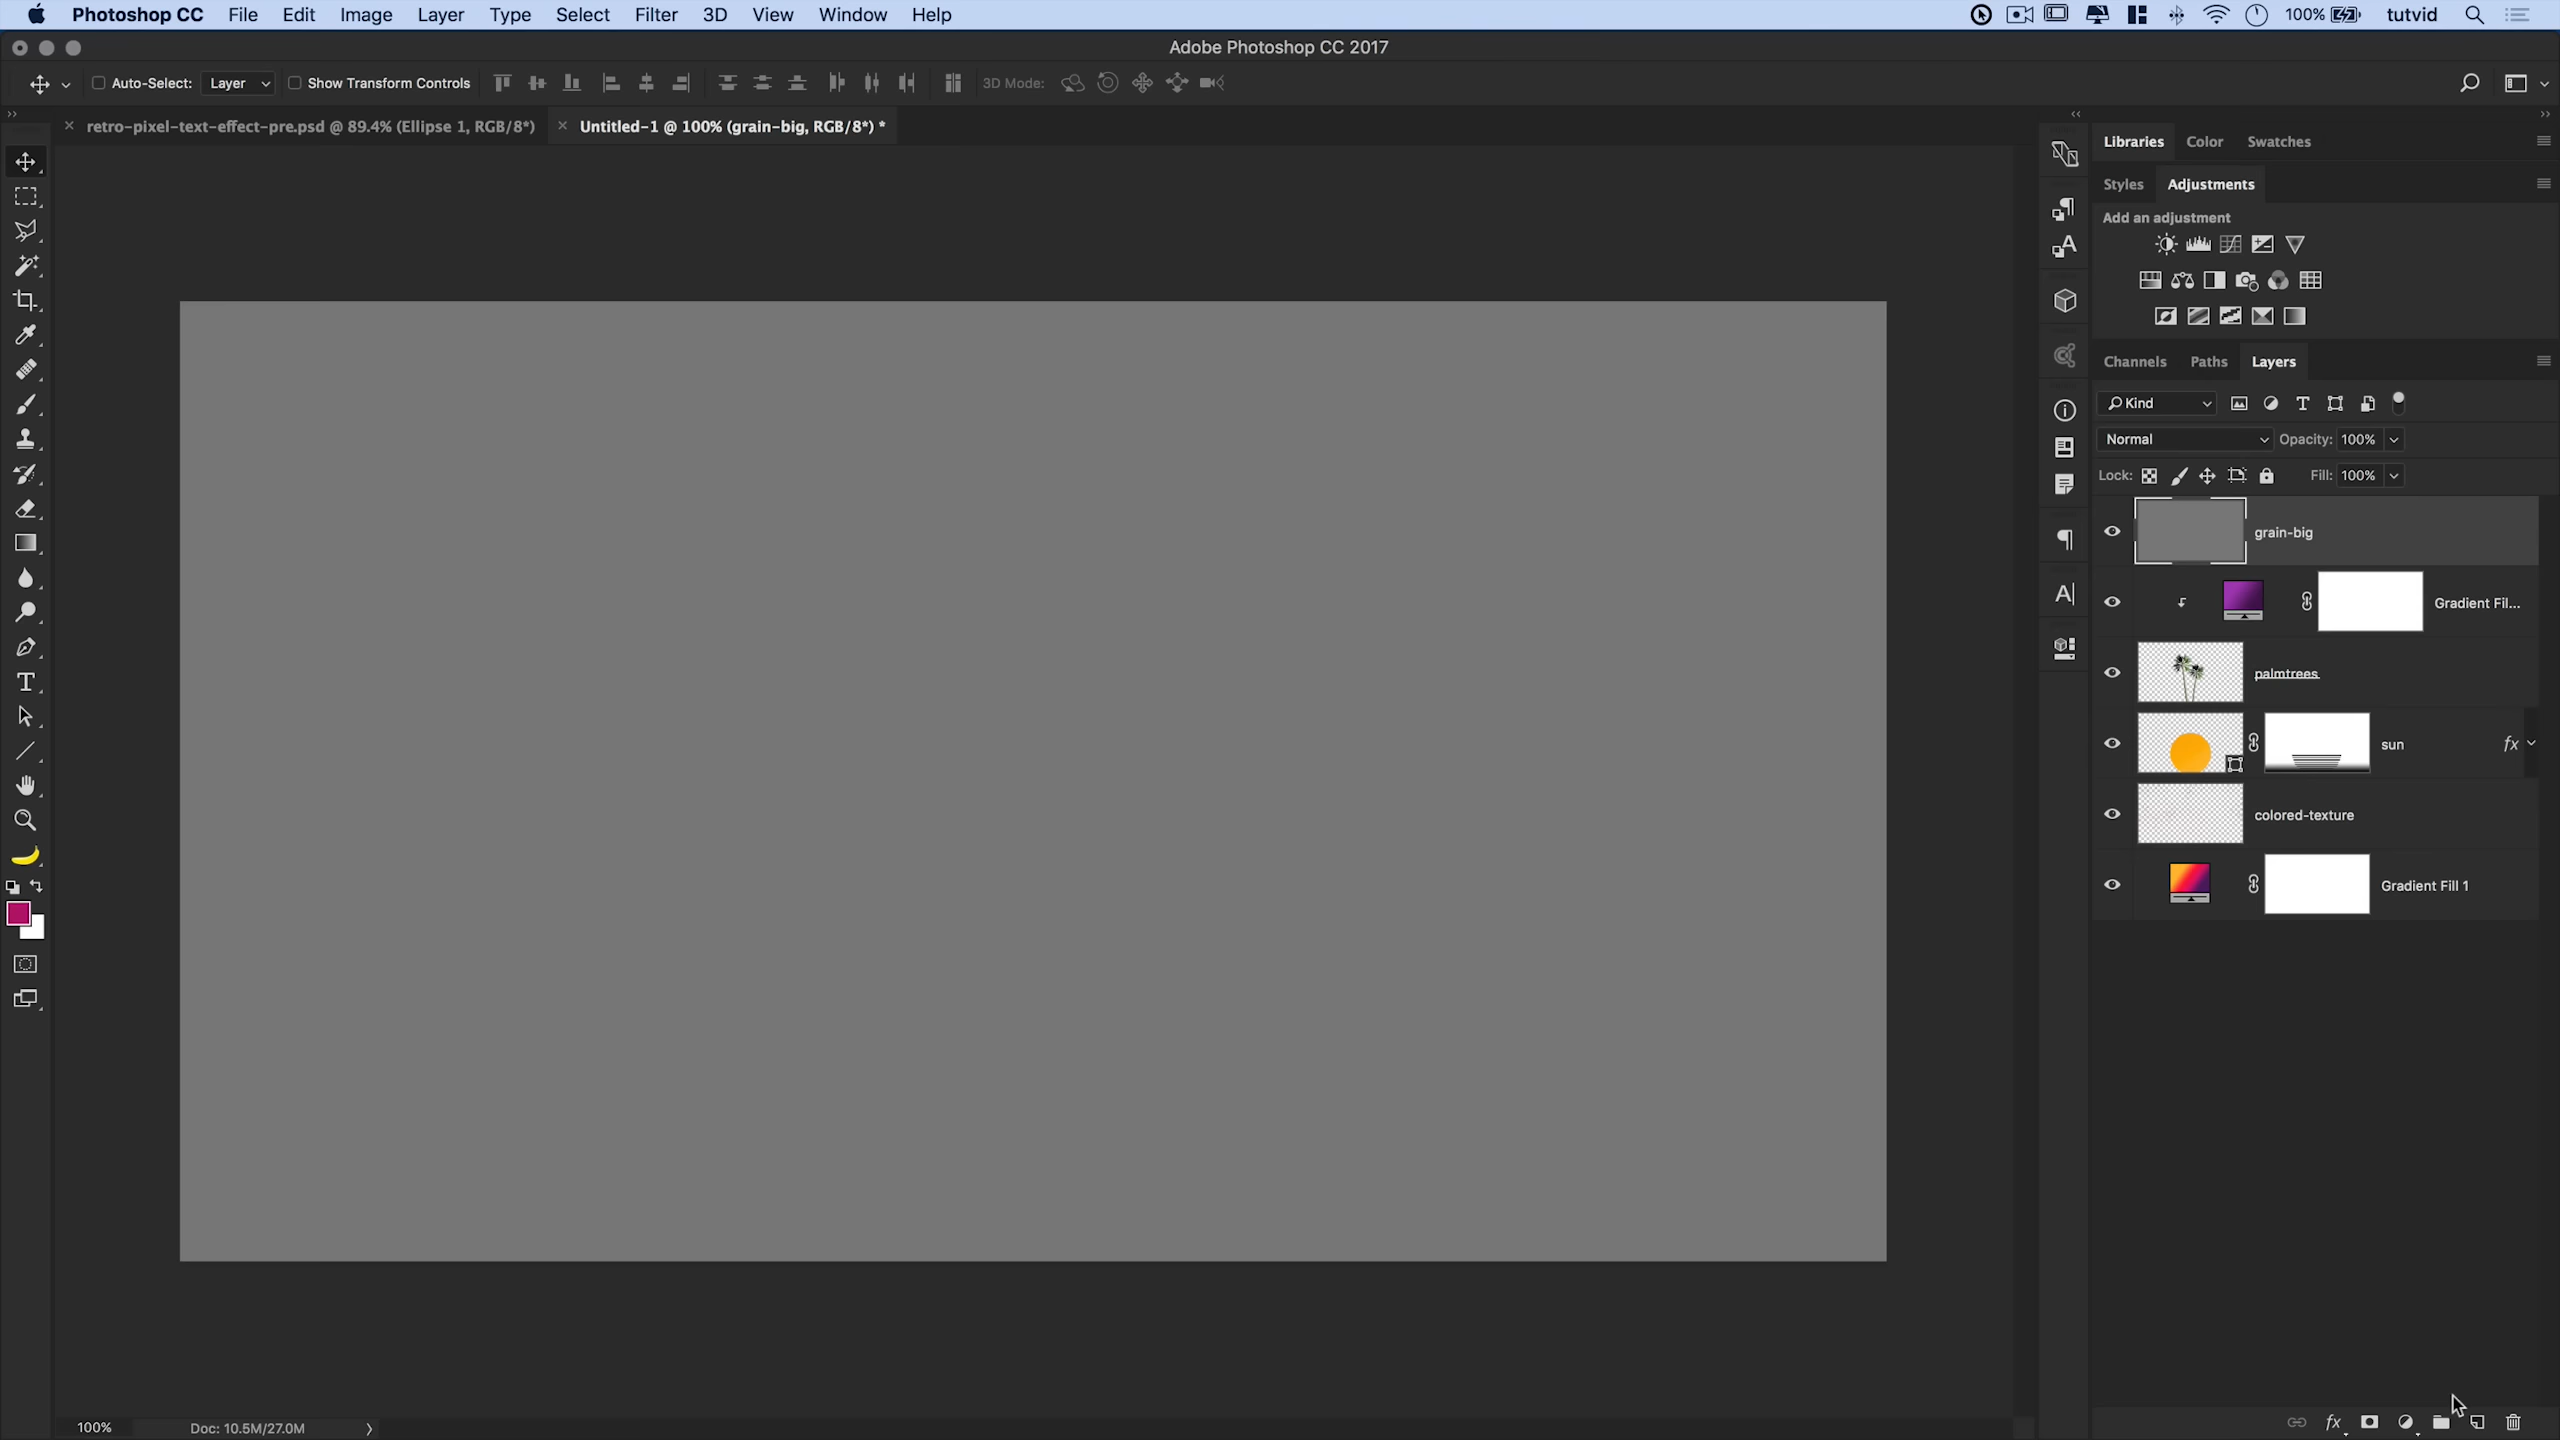 Photoshop CC File Edit Image Layer Type Select Filter 3D View Window Help 100% tutvid
Adobe Photoshop CC 2017
Auto-Select: Layer Show Transform Controls 3D Mode:
retro-pixel-text-effect-pre.psd @ 89.4% (Ellipse 1, RGB/8*) Untitled-1 @ 100% (grain-big, RGB/8*) *
Libraries Color Swatches
Styles Adjustments
Add an adjustment
Channels Paths Layers
Kind
Normal Opacity: 100%
Lock: Fill: 100%
grain-big
Gradient Fil...
palmtrees
sun fx
colored-texture
Gradient Fill 1
100% Doc: 10.5M/27.0M
fx